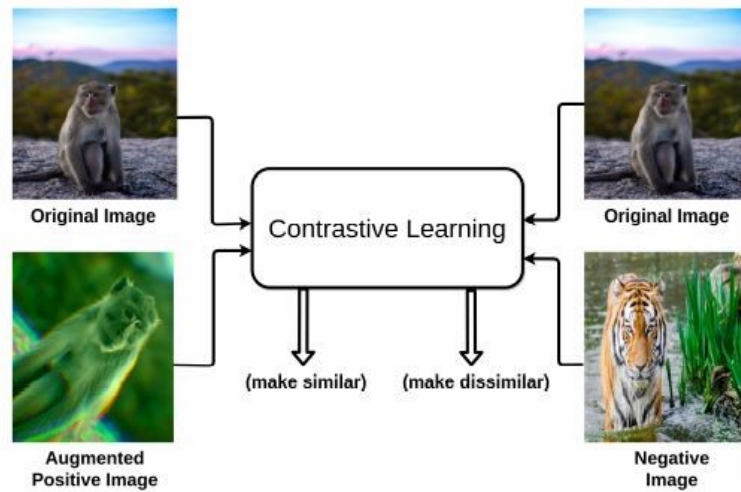 Original Image
Original Image
Contrastive Learning
(make similar)
(make dissimilar)
Augmented
Positive Image
Negative
Image